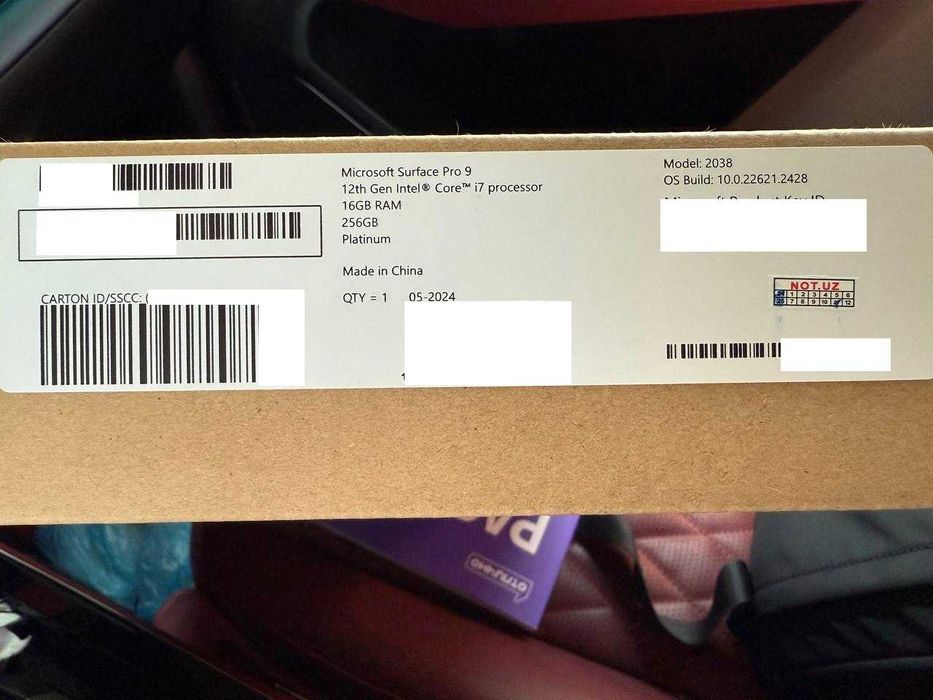 Microsoft Surface Pro 9
12th Gen Intel® Core™ i7 processor
16GB RAM
256GB
Platinum
Made in China
QTY = 1 05-2024
CARTON ID/SSCC: (
Model: 2038
OS Build: 10.0.22621.2428
NOT.UZ
1 2 3 4 5 6
7 8 9 10 12
ОТЛИЧНО